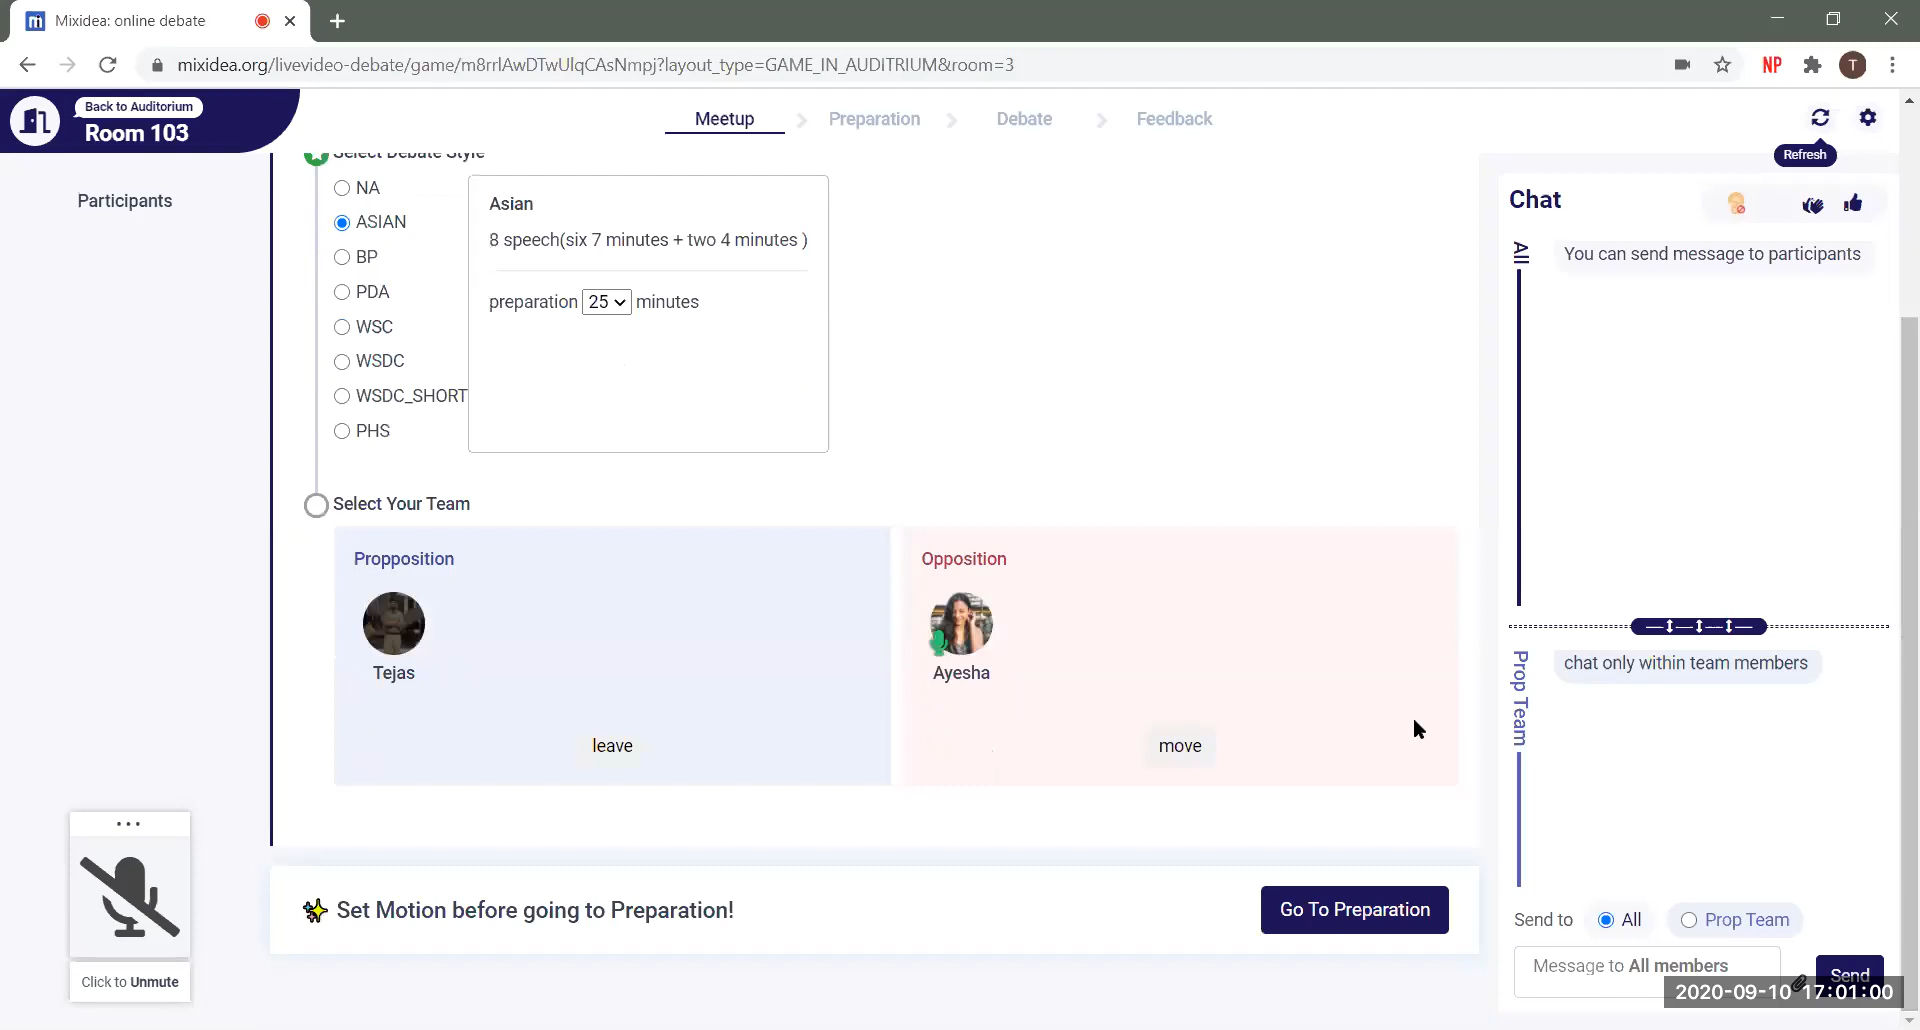 Mixidea: online debate
mixidea.org/livevideo-debate/game/m8rrlAwDTwUlqCAsNmpj?layout_type=GAME_IN_AUDITRIUM&room=3
NP
T
Back to Auditorium
Room 103
Meetup
Preparation
Debate
Feedback
Refresh
Participants
Select Debate Style
NA
ASIAN
BP
PDA
WSC
WSDC
WSDC_SHORT
PHS
Asian
8 speech(six 7 minutes + two 4 minutes )
preparation 25 minutes
Select Your Team
Propposition
Tejas
leave
Opposition
Ayesha
move
Set Motion before going to Preparation!
Go To Preparation
Click to Unmute
Chat
All
You can send message to participants
Prop Team
chat only within team members
Send to All Prop Team
Message to All members
Send
2020-09-10 17:01:00